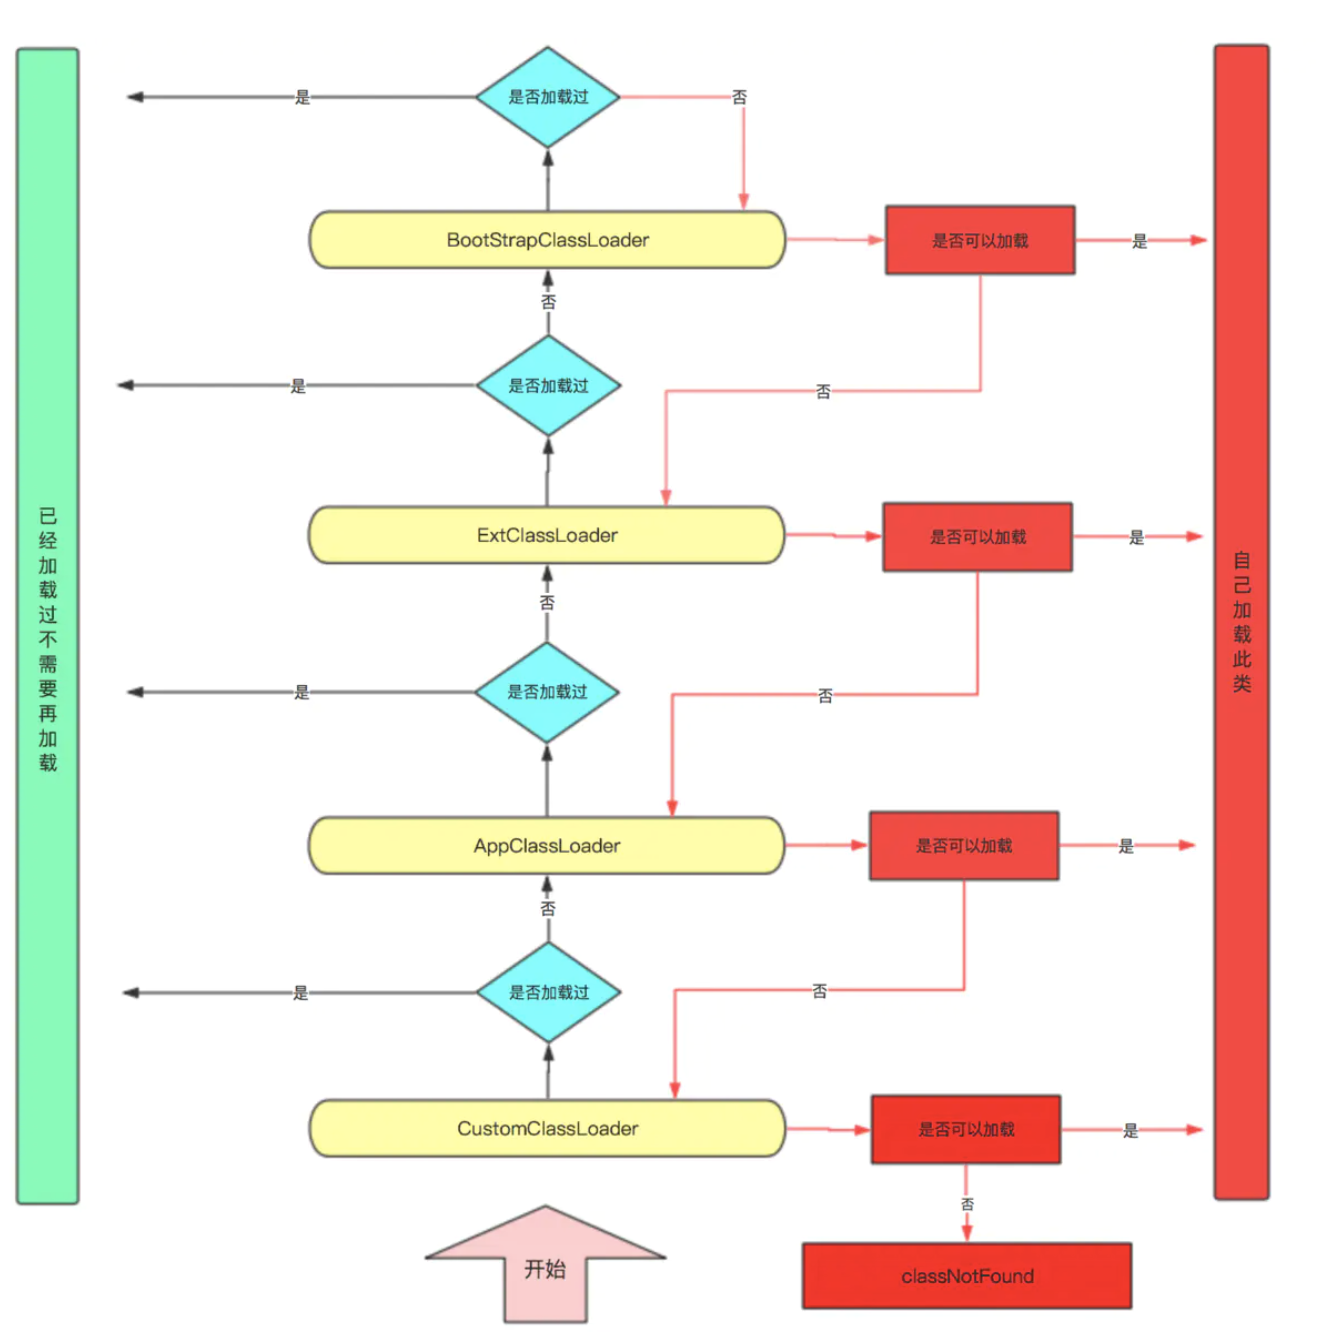 是
是否加载过
否
BootStrapClassLoader
是否可以加载
是
否
是
是否加载过
否
ExtClassLoader
是否可以加载
是
否
是
是否加载过
否
AppClassLoader
是否可以加载
是
否
是
是否加载过
否
CustomClassLoader
是否可以加载
是
否
开始
classNotFound
已经加载过不需要再加载
自己加载此类